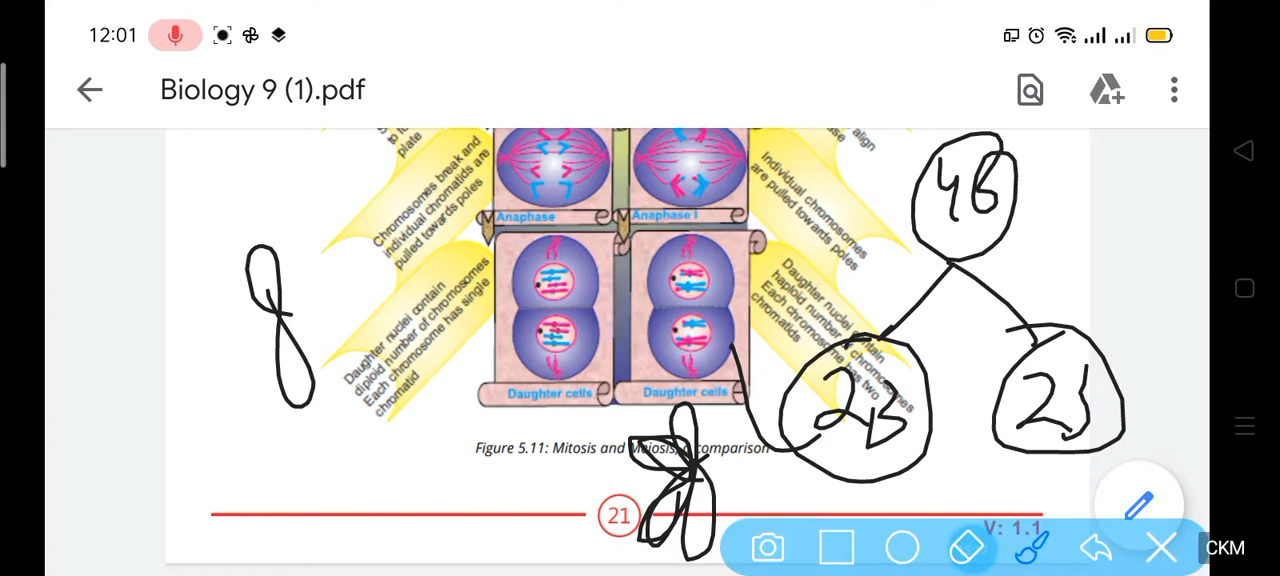 12:01
Biology 9 (1).pdf
plate
align
Chromosomes break and
individual chromatids are
pulled towards poles
Individual chromosomes
are pulled towards poles
Anaphase
Anaphase I
46
Daughter nuclei contain
diploid number of chromosomes
Each chromosome has single
chromatid
Daughter nuclei contain
haploid number of chromosomes
Each chromosome has two
chromatids
23
23
Daughter cells
Daughter cells
Figure 5.11: Mitosis and Meiosis, a comparison
21
V: 1.1
CKM